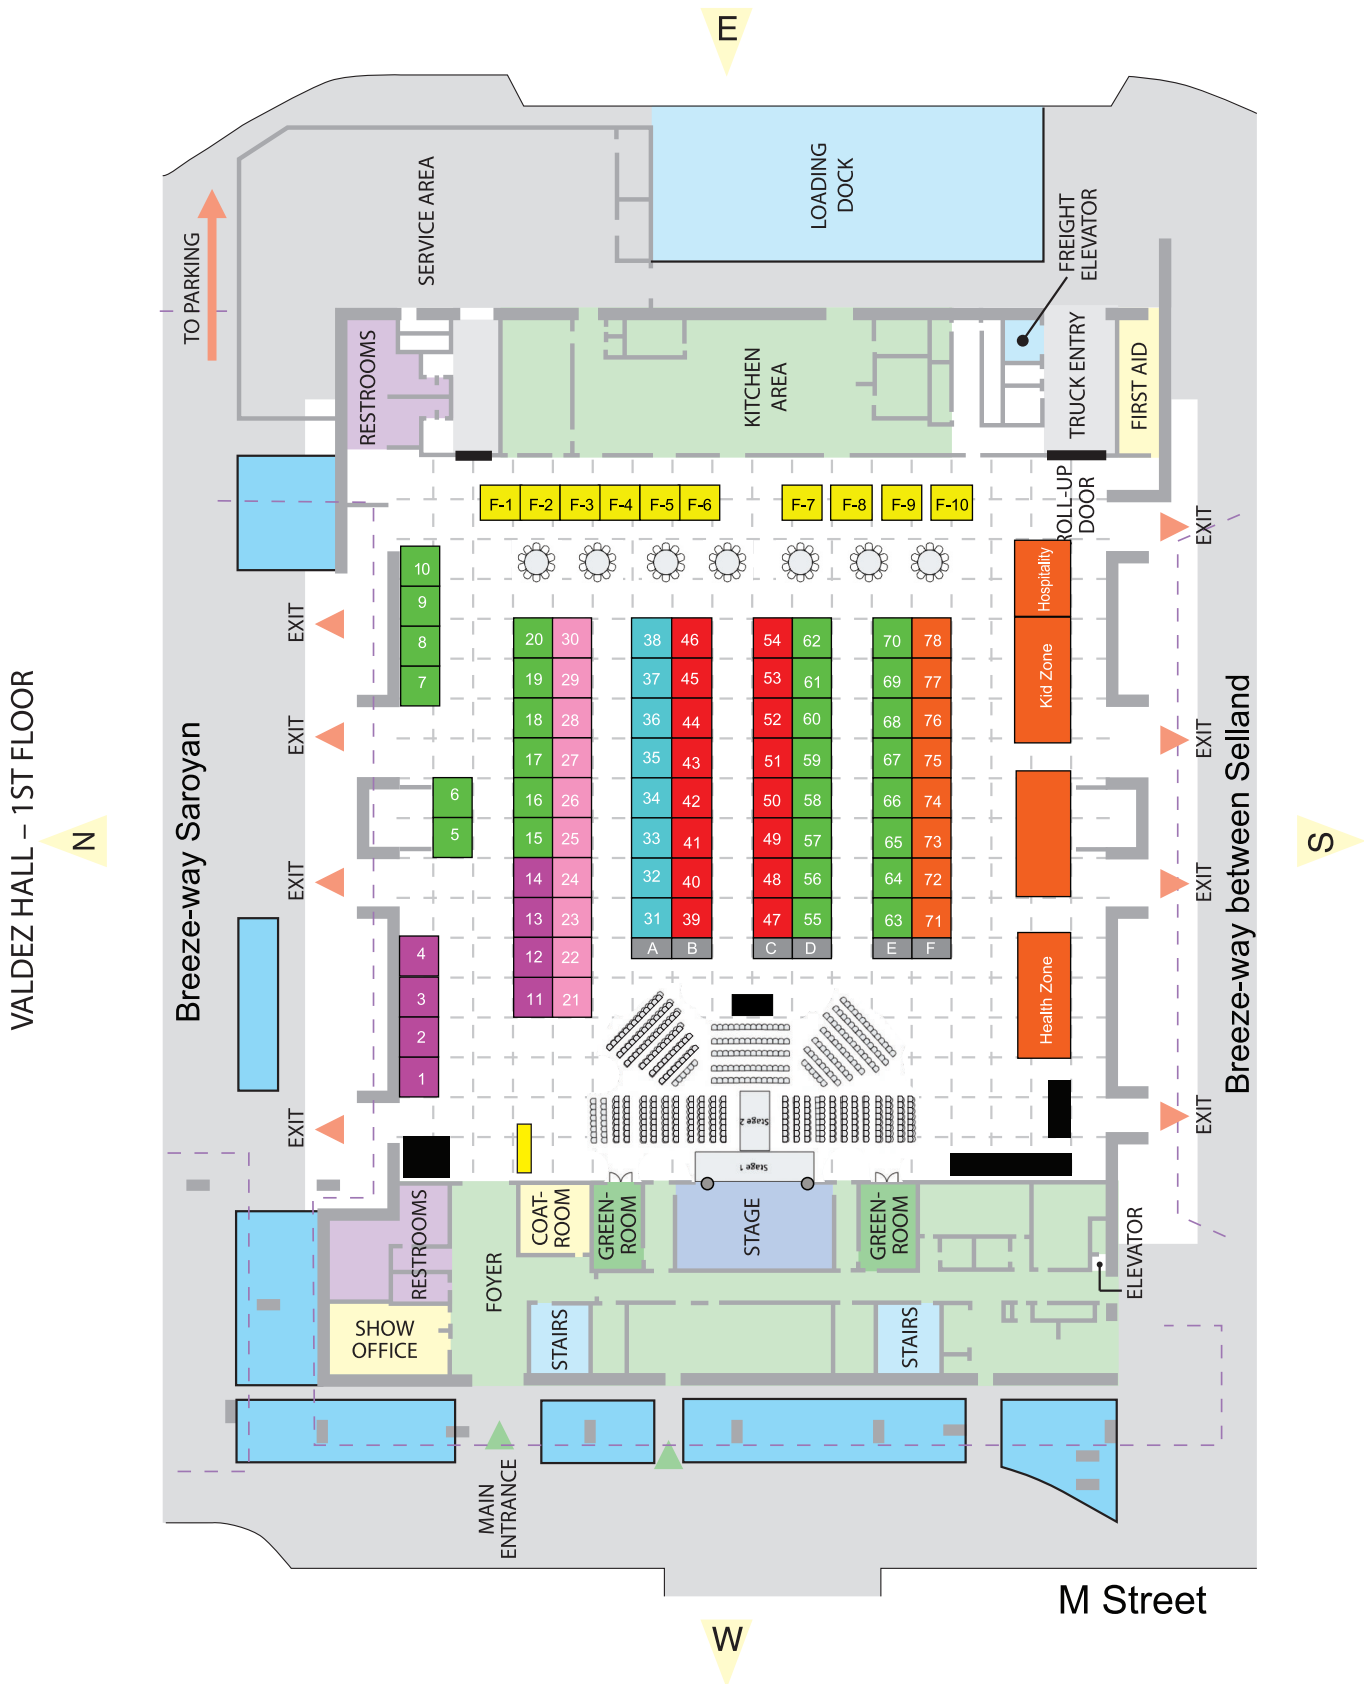 E
VALDEZ HALL – 1ST FLOOR
N
S
W
TO PARKING
SERVICE AREA
LOADING
DOCK
FREIGHT
ELEVATOR
RESTROOMS
KITCHEN
AREA
TRUCK ENTRY
FIRST AID
ROLL-UP
DOOR
F-1 F-2 F-3 F-4 F-5 F-6 F-7 F-8 F-9 F-10
EXIT
EXIT
EXIT
EXIT
EXIT
EXIT
EXIT
EXIT
Breeze-way Saroyan
Breeze-way between Selland
Hospitality
Kid Zone
Health Zone
10
9
8
7
6
5
4
3
2
1
20 30
19 29
18 28
17 27
16 26
15 25
14 24
13 23
12 22
11 21
38 46 54 62 70 78
37 45 53 61 69 77
36 44 52 60 68 76
35 43 51 59 67 75
34 42 50 58 66 74
33 41 49 57 65 73
32 40 48 56 64 72
31 39 47 55 63 71
A B C D E F
Stage 2
Stage 1
RESTROOMS
FOYER
COAT-
ROOM
GREEN-
ROOM
STAGE
GREEN-
ROOM
ELEVATOR
SHOW
OFFICE
STAIRS
STAIRS
MAIN
ENTRANCE
M Street